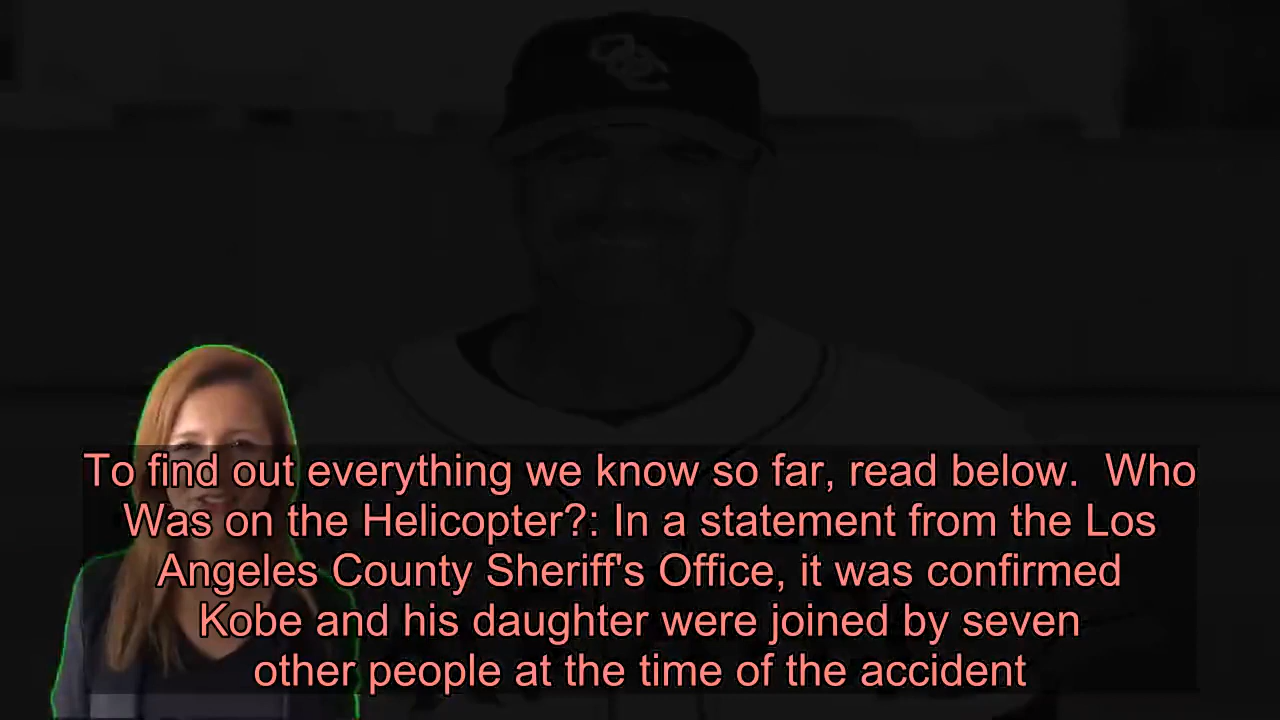 OCC
To find out everything we know so far, read below.  Who
Was on the Helicopter?: In a statement from the Los
Angeles County Sheriff's Office, it was confirmed
Kobe and his daughter were joined by seven
other people at the time of the accident